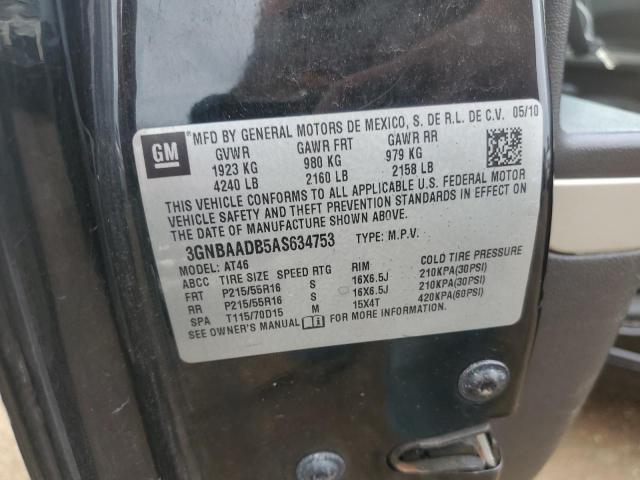 GM
*MFD BY GENERAL MOTORS DE MEXICO, S. DE R.L. DE C.V. 05/10
GVWR GAWR FRT GAWR RR
1923 KG 980 KG 979 KG
4240 LB 2160 LB 2158 LB
THIS VEHICLE CONFORMS TO ALL APPLICABLE U.S. FEDERAL MOTOR
VEHICLE SAFETY AND THEFT PREVENTION STANDARDS IN EFFECT ON
THE DATE OF MANUFACTURE SHOWN ABOVE.
3GNBAADB5AS634753 TYPE: M.P.V.
MODEL: AT46
ABCC TIRE SIZE SPEED RTG RIM COLD TIRE PRESSURE
FRT P215/55R16 S 16X6.5J 210KPA(30PSI)
RR P215/55R16 S 16X6.5J 210KPA(30PSI)
SPA T115/70D15 M 15X4T 420KPA(60PSI)
SEE OWNER'S MANUAL FOR MORE INFORMATION.